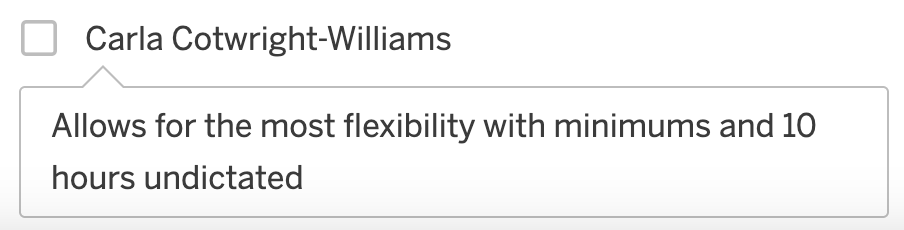 Carla Cotwright-Williams
Allows for the most flexibility with minimums and 10
hours undictated